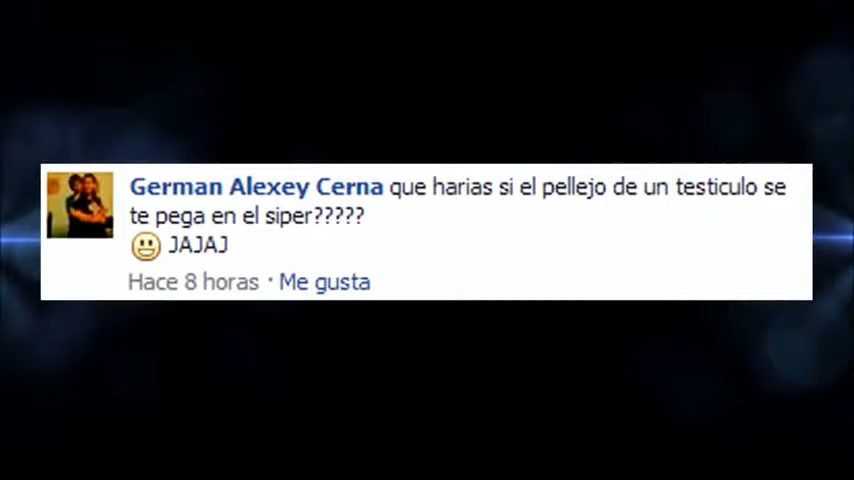 German Alexey Cerna que harias si el pellejo de un testiculo se
te pega en el siper?????
JAJAJ
Hace 8 horas · Me gusta